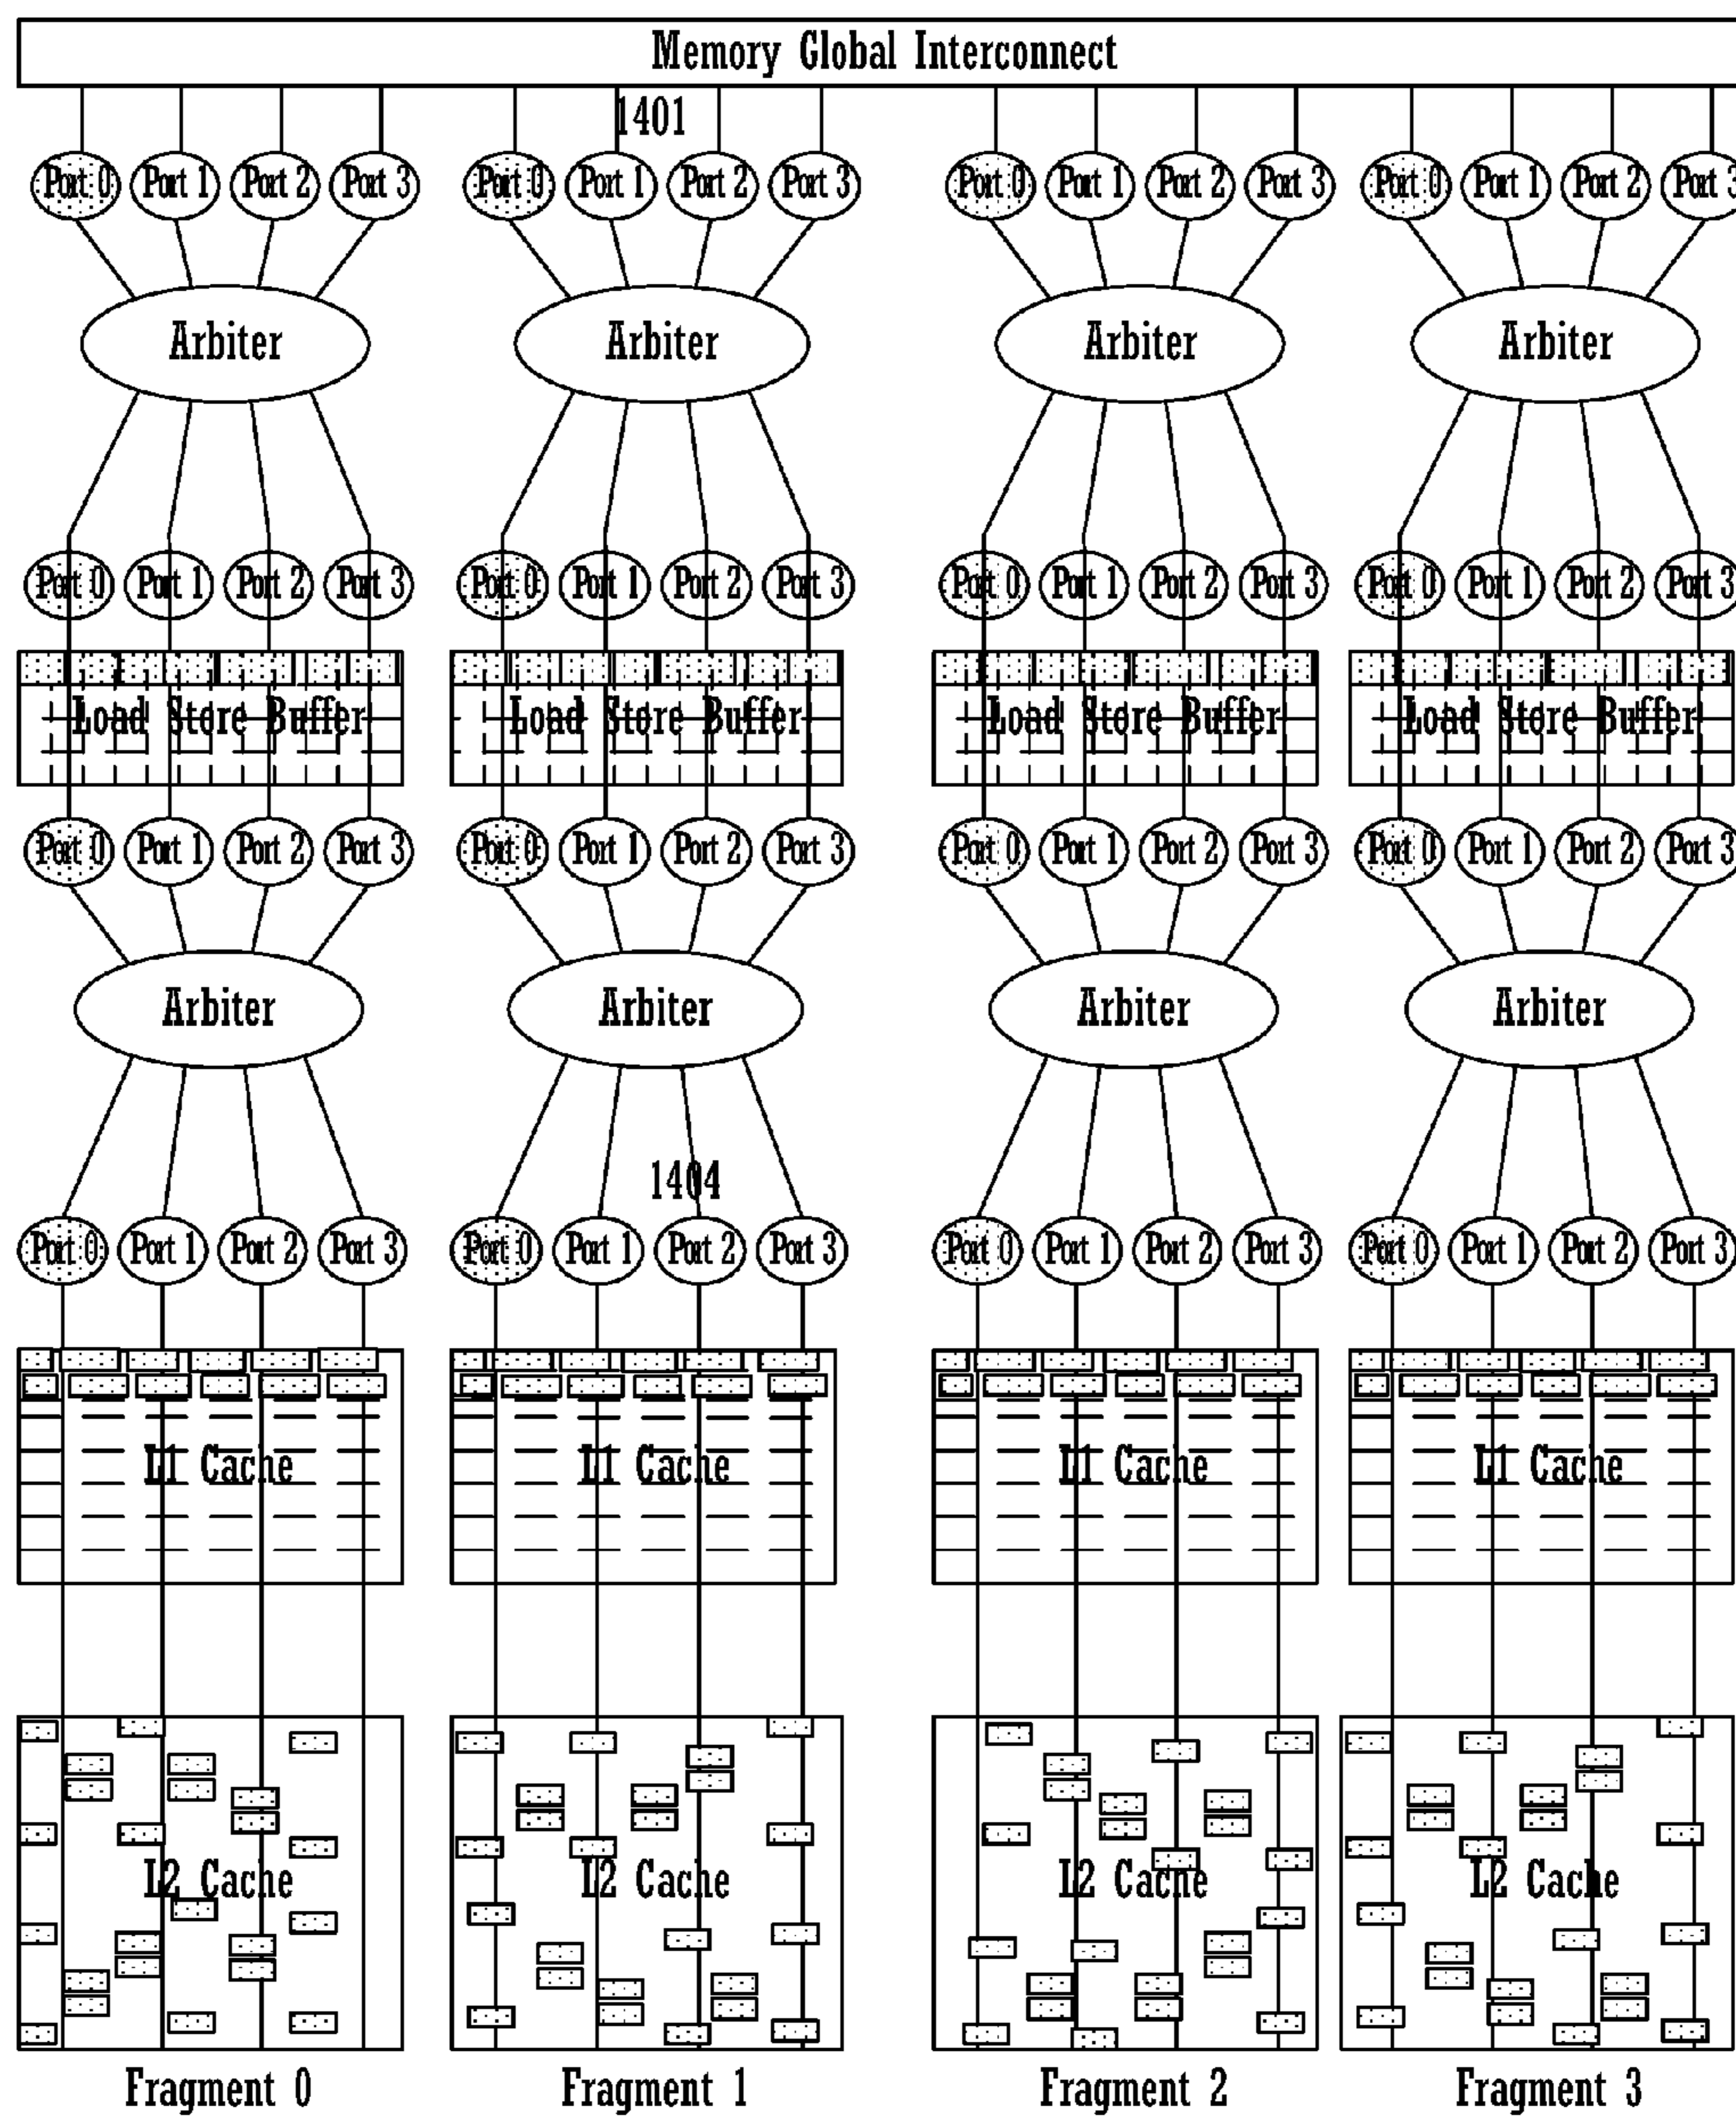 Memory Global Interconnect
1401
Port 0 Port 1 Port 2 Port 3 Port 0 Port 1 Port 2 Port 3 Port 0 Port 1 Port 2 Port 3 Port 0 Port 1 Port 2 Port 3
Arbiter Arbiter Arbiter Arbiter
Port 0 Port 1 Port 2 Port 3 Port 0 Port 1 Port 2 Port 3 Port 0 Port 1 Port 2 Port 3 Port 0 Port 1 Port 2 Port 3
Load Store Buffer Load Store Buffer Load Store Buffer Load Store Buffer
Port 0 Port 1 Port 2 Port 3 Port 0 Port 1 Port 2 Port 3 Port 0 Port 1 Port 2 Port 3 Port 0 Port 1 Port 2 Port 3
Arbiter Arbiter Arbiter Arbiter
1404
Port 0 Port 1 Port 2 Port 3 Port 0 Port 1 Port 2 Port 3 Port 0 Port 1 Port 2 Port 3 Port 0 Port 1 Port 2 Port 3
L1 Cache L1 Cache L1 Cache L1 Cache
L2 Cache L2 Cache L2 Cache L2 Cache
Fragment 0 Fragment 1 Fragment 2 Fragment 3